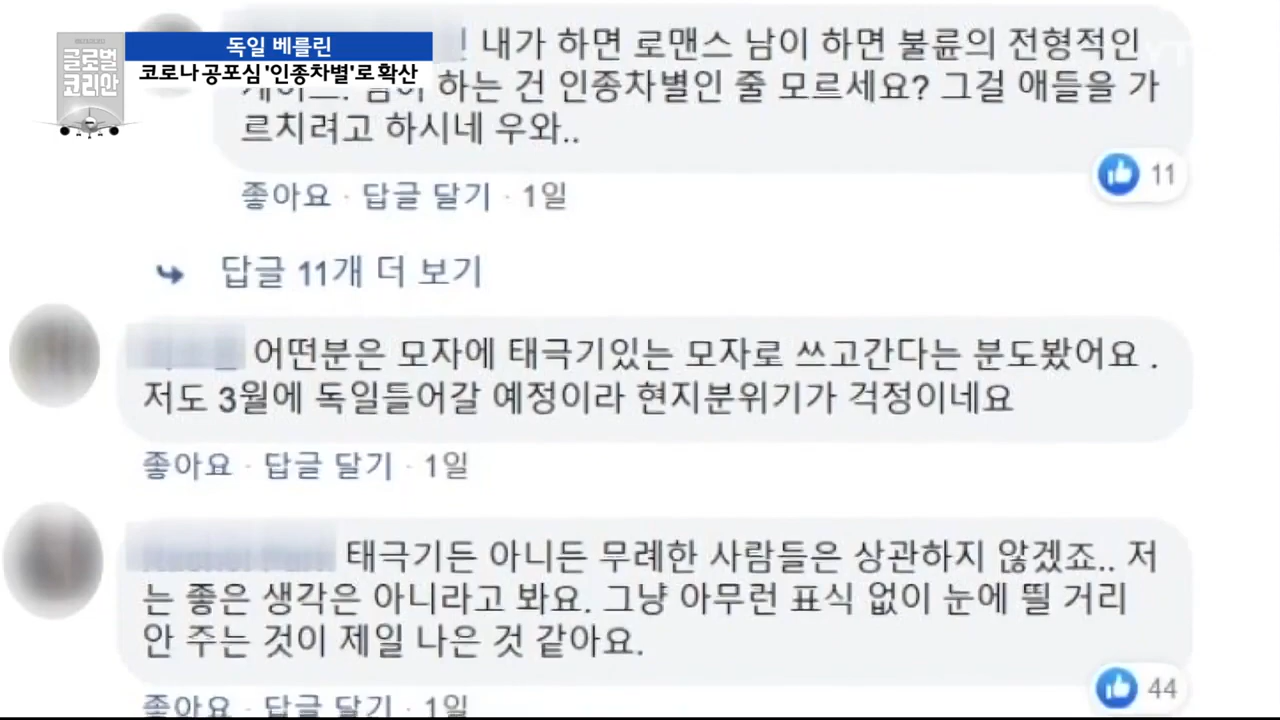 글로벌
코리안
독일 베를린
코로나 공포심 '인종차별'로 확산
내가 하면 로맨스 남이 하면 불륜의 전형적인
하는 건 인종차별인 줄 모르세요? 그걸 애들을 가
르치려고 하시네 우와..
11
좋아요 · 답글 달기 · 1일
답글 11개 더 보기
어떤분은 모자에 태극기있는 모자로 쓰고간다는 분도봤어요 .
저도 3월에 독일들어갈 예정이라 현지분위기가 걱정이네요
좋아요 · 답글 달기 · 1일
태극기든 아니든 무례한 사람들은 상관하지 않겠죠.. 저
는 좋은 생각은 아니라고 봐요. 그냥 아무런 표식 없이 눈에 띌 거리
안 주는 것이 제일 나은 것 같아요.
44
좋아요 · 답글 달기 · 1일